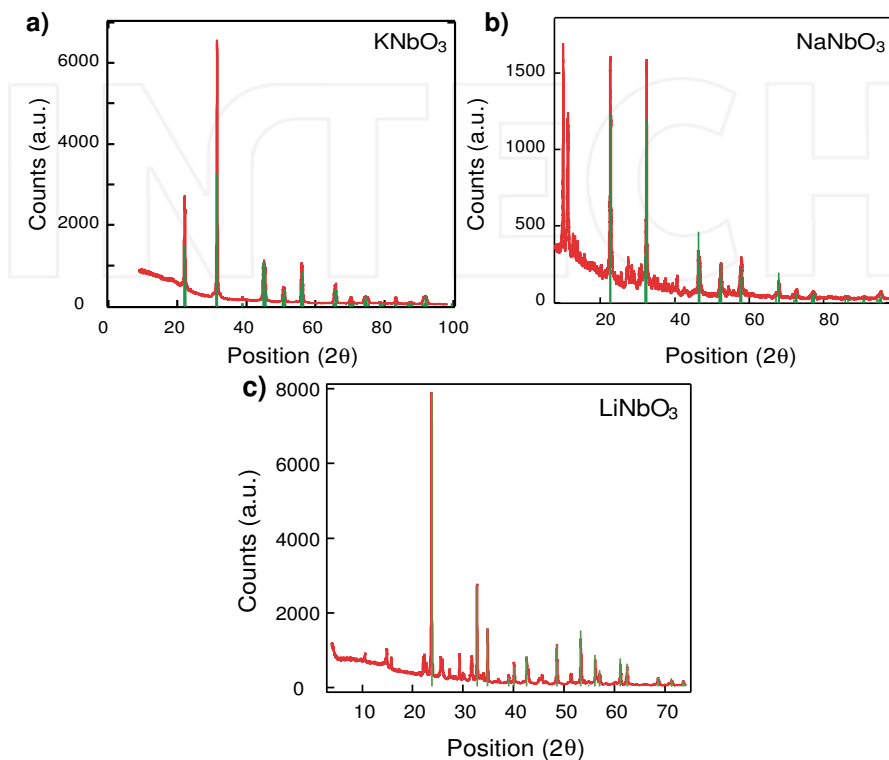 a)
KNbO₃
6000
4000
2000
0
Counts (a.u.)
0 20 40 60 80 100
Position (2θ)
b)
NaNbO₃
1500
1000
500
0
Counts (a.u.)
20 40 60 80
Position (2θ)
c)
LiNbO₃
8000
6000
4000
2000
0
Counts (a.u.)
10 20 30 40 50 60 70
Position (2θ)
INTECH